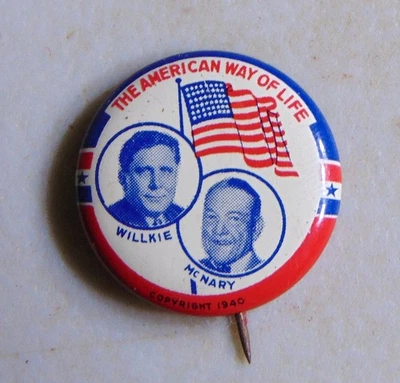 THE AMERICAN WAY OF LIFE
WILLKIE
McNARY
COPYRIGHT 1940